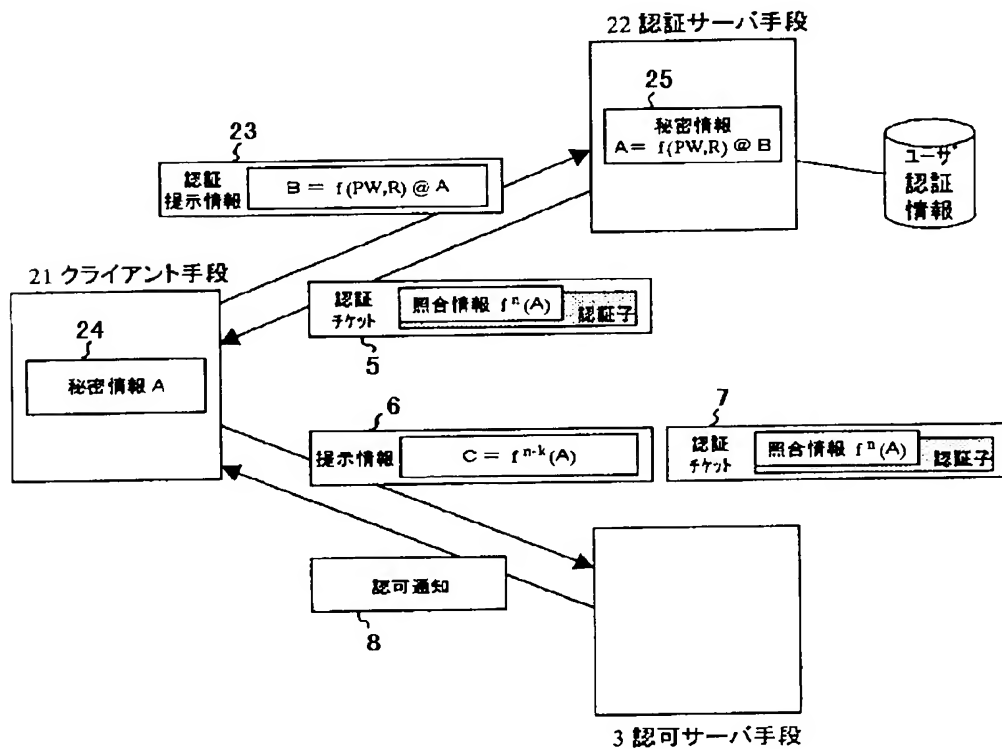 22 認証サーバ手段
25
秘密情報
A= f(PW,R) @ B
ユーザ
認証
情報
23
認証
提示情報
B = f(PW,R) @ A
21 クライアント手段
24
秘密情報 A
認証
チケット
照合情報 fⁿ(A)
認証子
5
6
提示情報
C = fⁿ⁻ᵏ(A)
7
認証
チケット
照合情報 fⁿ(A)
認証子
認可通知
8
3 認可サーバ手段